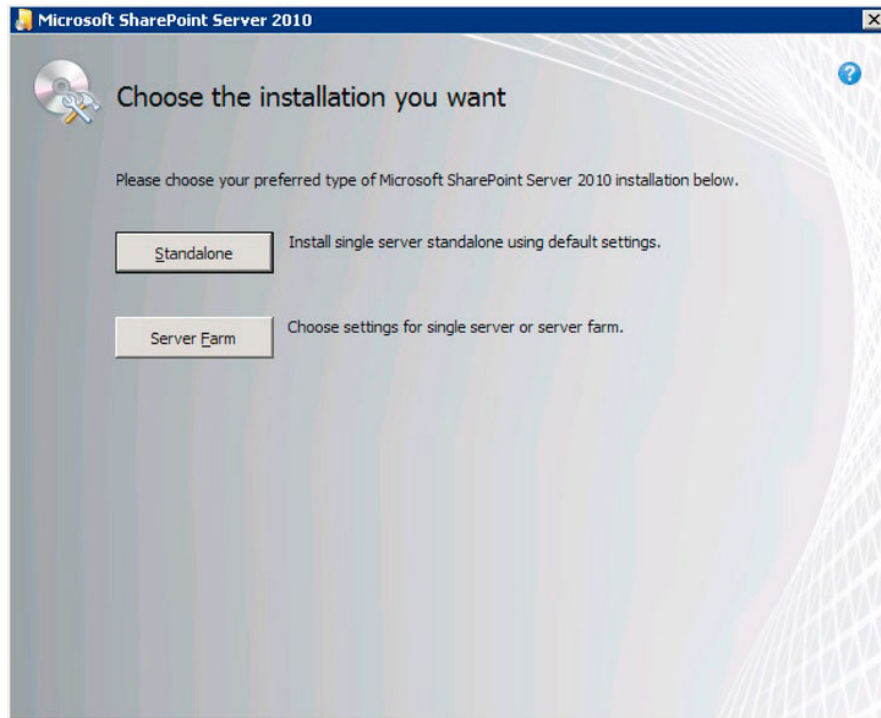 Microsoft SharePoint Server 2010
Choose the installation you want
Please choose your preferred type of Microsoft SharePoint Server 2010 installation below.
Standalone
Install single server standalone using default settings.
Server Farm
Choose settings for single server or server farm.